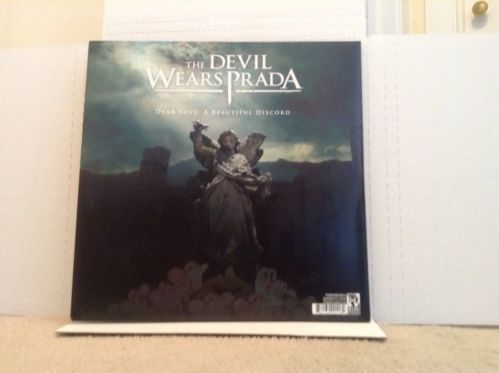 THE DEVIL
WEARS PRADA
DEAR LOVE: A BEAUTIFUL DISCORD